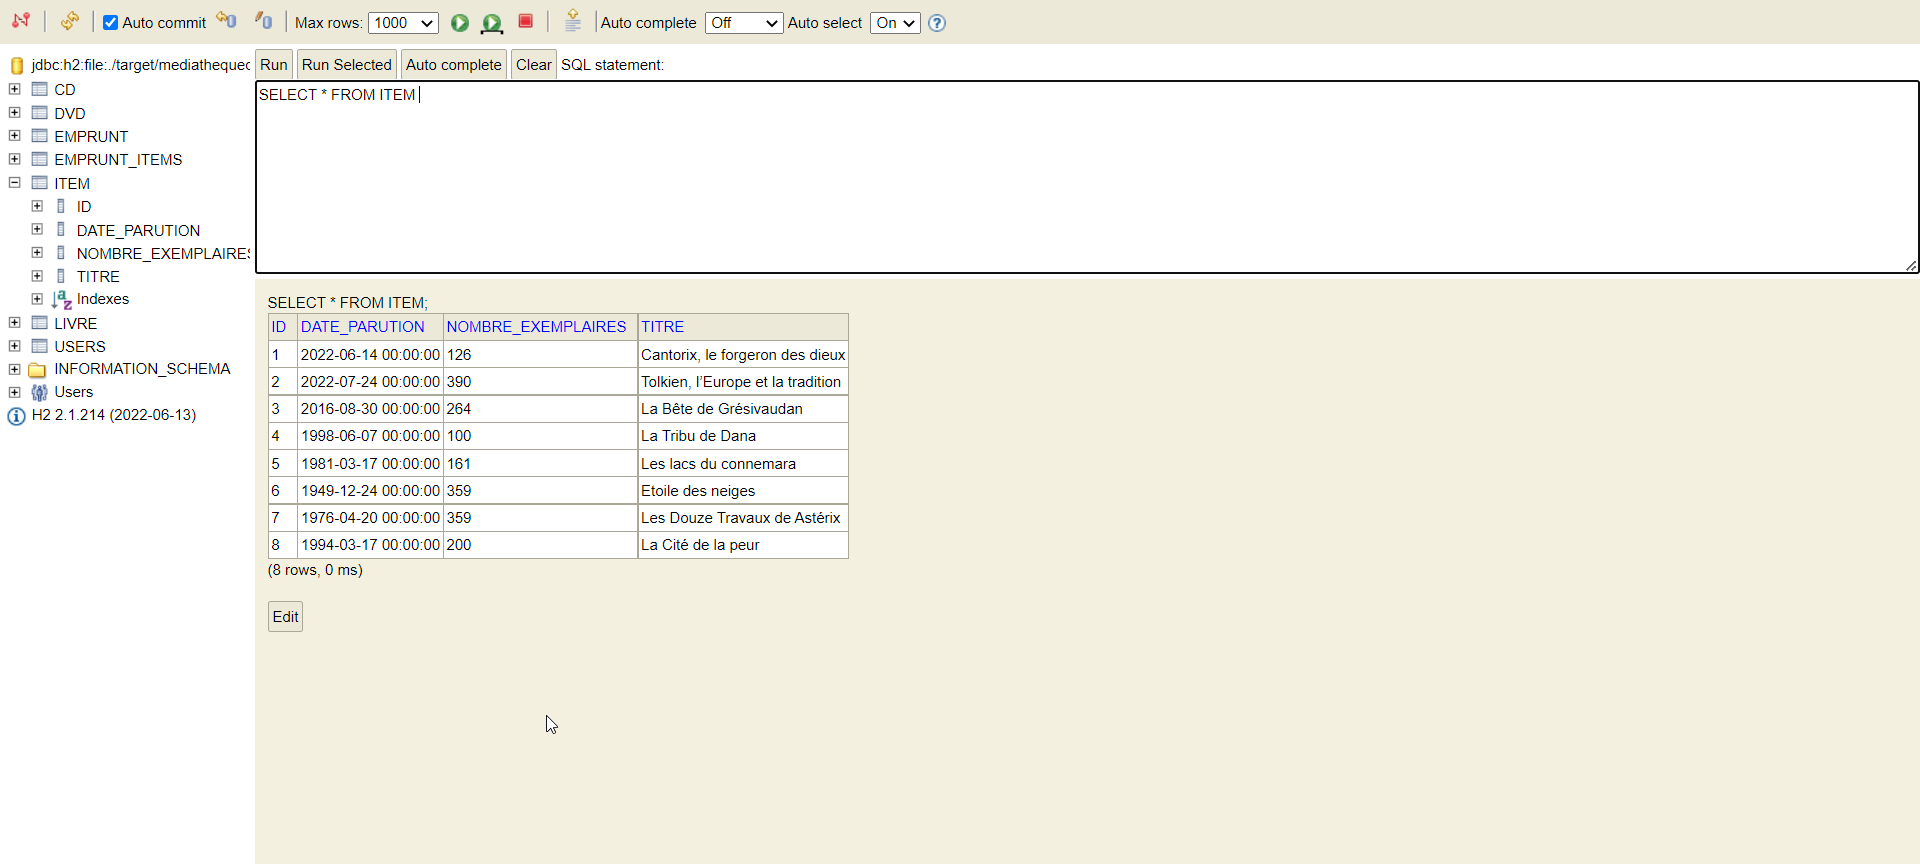 Auto commit Max rows: 1000 Auto complete Off Auto select On
jdbc:h2:file:./target/mediathequec
CD
DVD
EMPRUNT
EMPRUNT_ITEMS
ITEM
ID
DATE_PARUTION
NOMBRE_EXEMPLAIRES
TITRE
Indexes
LIVRE
USERS
INFORMATION_SCHEMA
Users
H2 2.1.214 (2022-06-13)
Run Run Selected Auto complete Clear SQL statement:
SELECT * FROM ITEM
SELECT * FROM ITEM;
ID DATE_PARUTION NOMBRE_EXEMPLAIRES TITRE
1 2022-06-14 00:00:00 126 Cantorix, le forgeron des dieux
2 2022-07-24 00:00:00 390 Tolkien, l’Europe et la tradition
3 2016-08-30 00:00:00 264 La Bête de Grésivaudan
4 1998-06-07 00:00:00 100 La Tribu de Dana
5 1981-03-17 00:00:00 161 Les lacs du connemara
6 1949-12-24 00:00:00 359 Etoile des neiges
7 1976-04-20 00:00:00 359 Les Douze Travaux de Astérix
8 1994-03-17 00:00:00 200 La Cité de la peur
(8 rows, 0 ms)
Edit